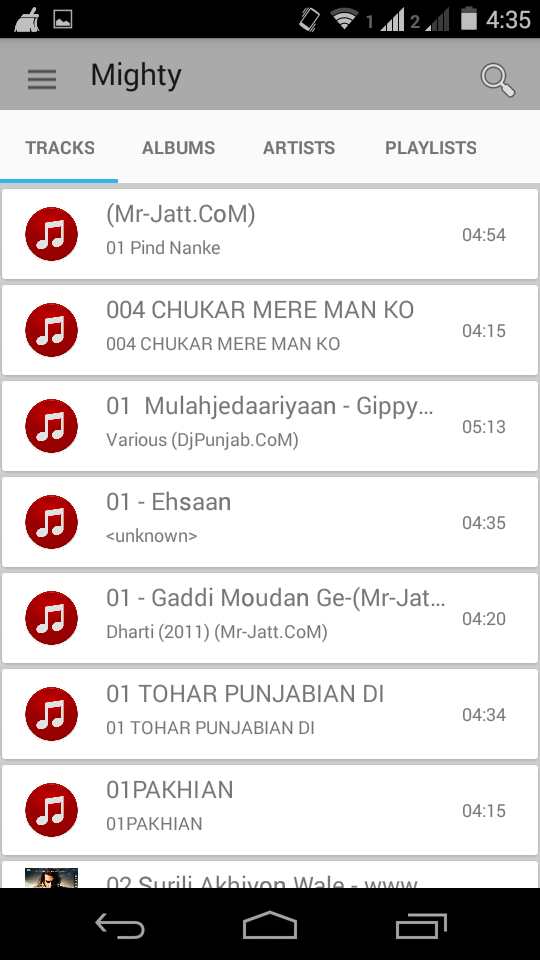 1 2 4:35
Mighty
TRACKS ALBUMS ARTISTS PLAYLISTS
(Mr-Jatt.CoM)
01 Pind Nanke
04:54
004 CHUKAR MERE MAN KO
004 CHUKAR MERE MAN KO
04:15
01  Mulahjedaariyaan - Gippy...
Various (DjPunjab.CoM)
05:13
01 - Ehsaan
<unknown>
04:35
01 - Gaddi Moudan Ge-(Mr-Jat...
Dharti (2011) (Mr-Jatt.CoM)
04:20
01 TOHAR PUNJABIAN DI
01 TOHAR PUNJABIAN DI
04:34
01PAKHIAN
01PAKHIAN
04:15
02 Surili Akhiyon Wale - www